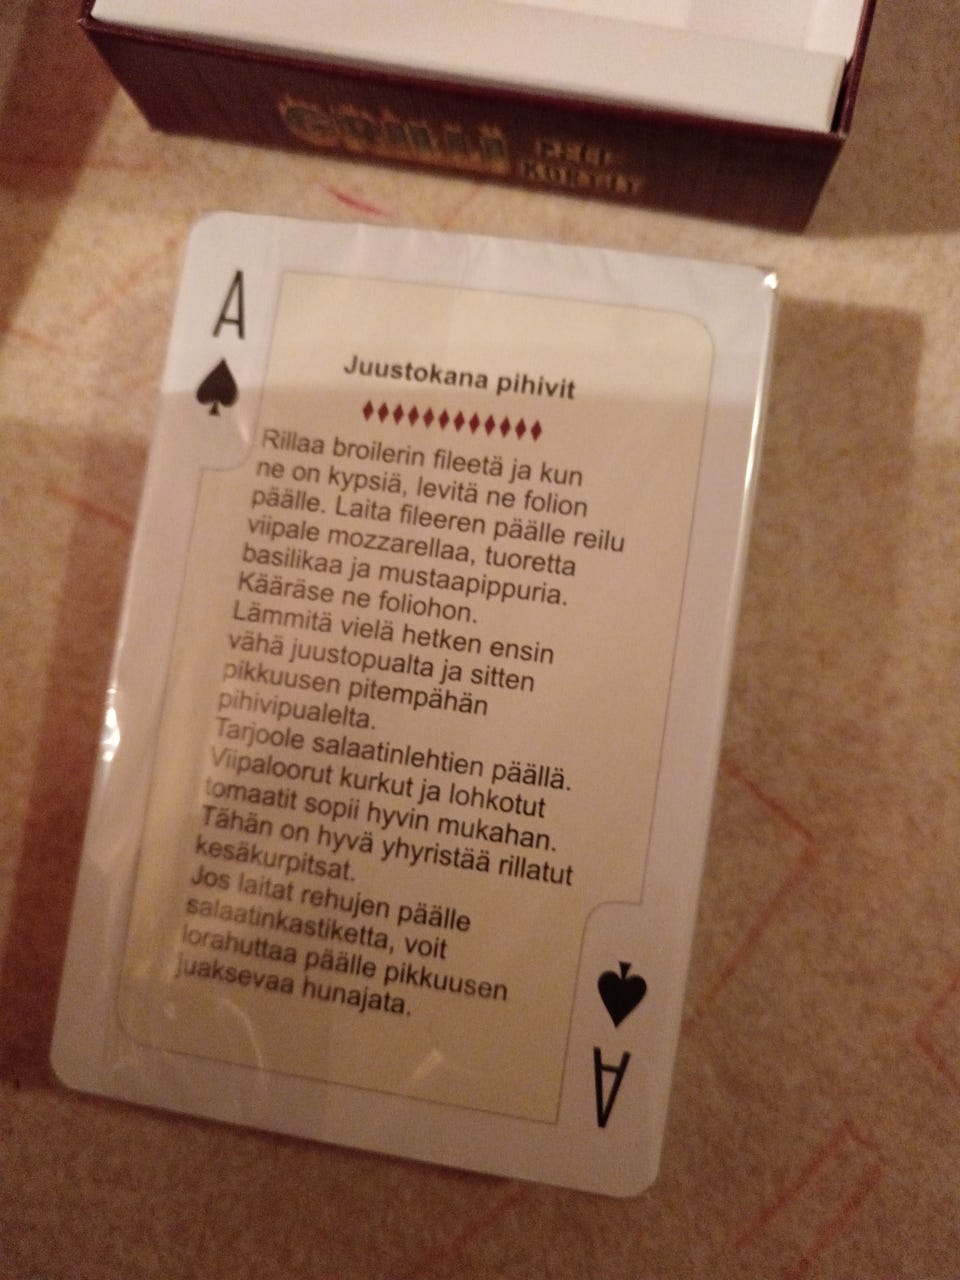 GRILLI
PELI-
KORTIT
A
Juustokana pihivit
Rillaa broilerin fileetä ja kun
ne on kypsiä, levitä ne folion
päälle. Laita fileeren päälle reilu
viipale mozzarellaa, tuoretta
basilikaa ja mustaapippuria.
Kääräse ne foliohon.
Lämmitä vielä hetken ensin
vähä juustopualta ja sitten
pikkuusen pitempähän
pihivipualelta.
Tarjoole salaatinlehtien päällä.
Viipaloorut kurkut ja lohkotut
tomaatit sopii hyvin mukahan.
Tähän on hyvä yhyristää rillatut
kesäkurpitsat.
Jos laitat rehujen päälle
salaatinkastiketta, voit
lorahuttaa päälle pikkuusen
juaksevaa hunajata.
A